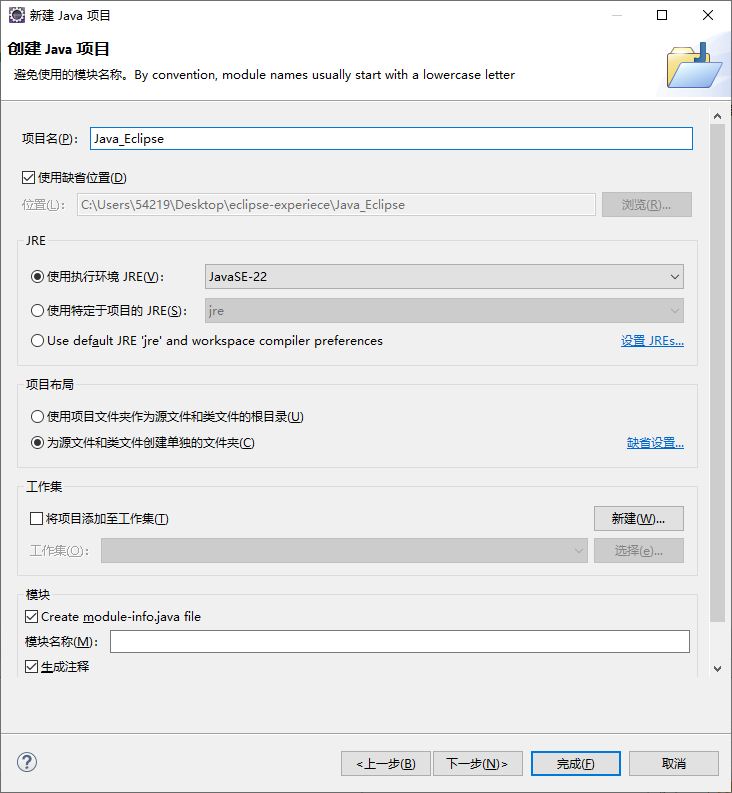 新建 Java 项目
创建 Java 项目
避免使用的模块名称。By convention, module names usually start with a lowercase letter
项目名(P): Java_Eclipse
使用缺省位置(D)
位置(L): C:\Users\54219\Desktop\eclipse-experiece\Java_Eclipse 浏览(R)...
JRE
使用执行环境 JRE(V): JavaSE-22
使用特定于项目的 JRE(S): jre
Use default JRE 'jre' and workspace compiler preferences 设置 JREs...
项目布局
使用项目文件夹作为源文件和类文件的根目录(U)
为源文件和类文件创建单独的文件夹(C) 缺省设置...
工作集
将项目添加至工作集(T) 新建(W)...
工作集(O): 选择(e)...
模块
Create module-info.java file
模块名称(M):
生成注释
<上一步(B) 下一步(N)> 完成(F) 取消